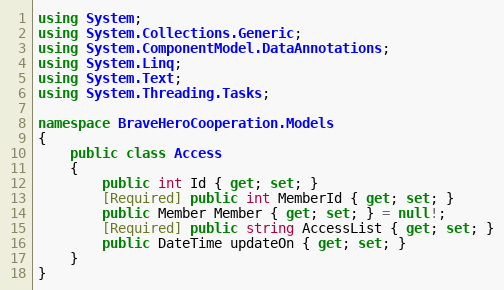 1 using System;
2 using System.Collections.Generic;
3 using System.ComponentModel.DataAnnotations;
4 using System.Linq;
5 using System.Text;
6 using System.Threading.Tasks;
7
8 namespace BraveHeroCooperation.Models
9 {
10     public class Access
11     {
12         public int Id { get; set; }
13         [Required] public int MemberId { get; set; }
14         public Member Member { get; set; } = null!;
15         [Required] public string AccessList { get; set; }
16         public DateTime updateOn { get; set; }
17     }
18 }